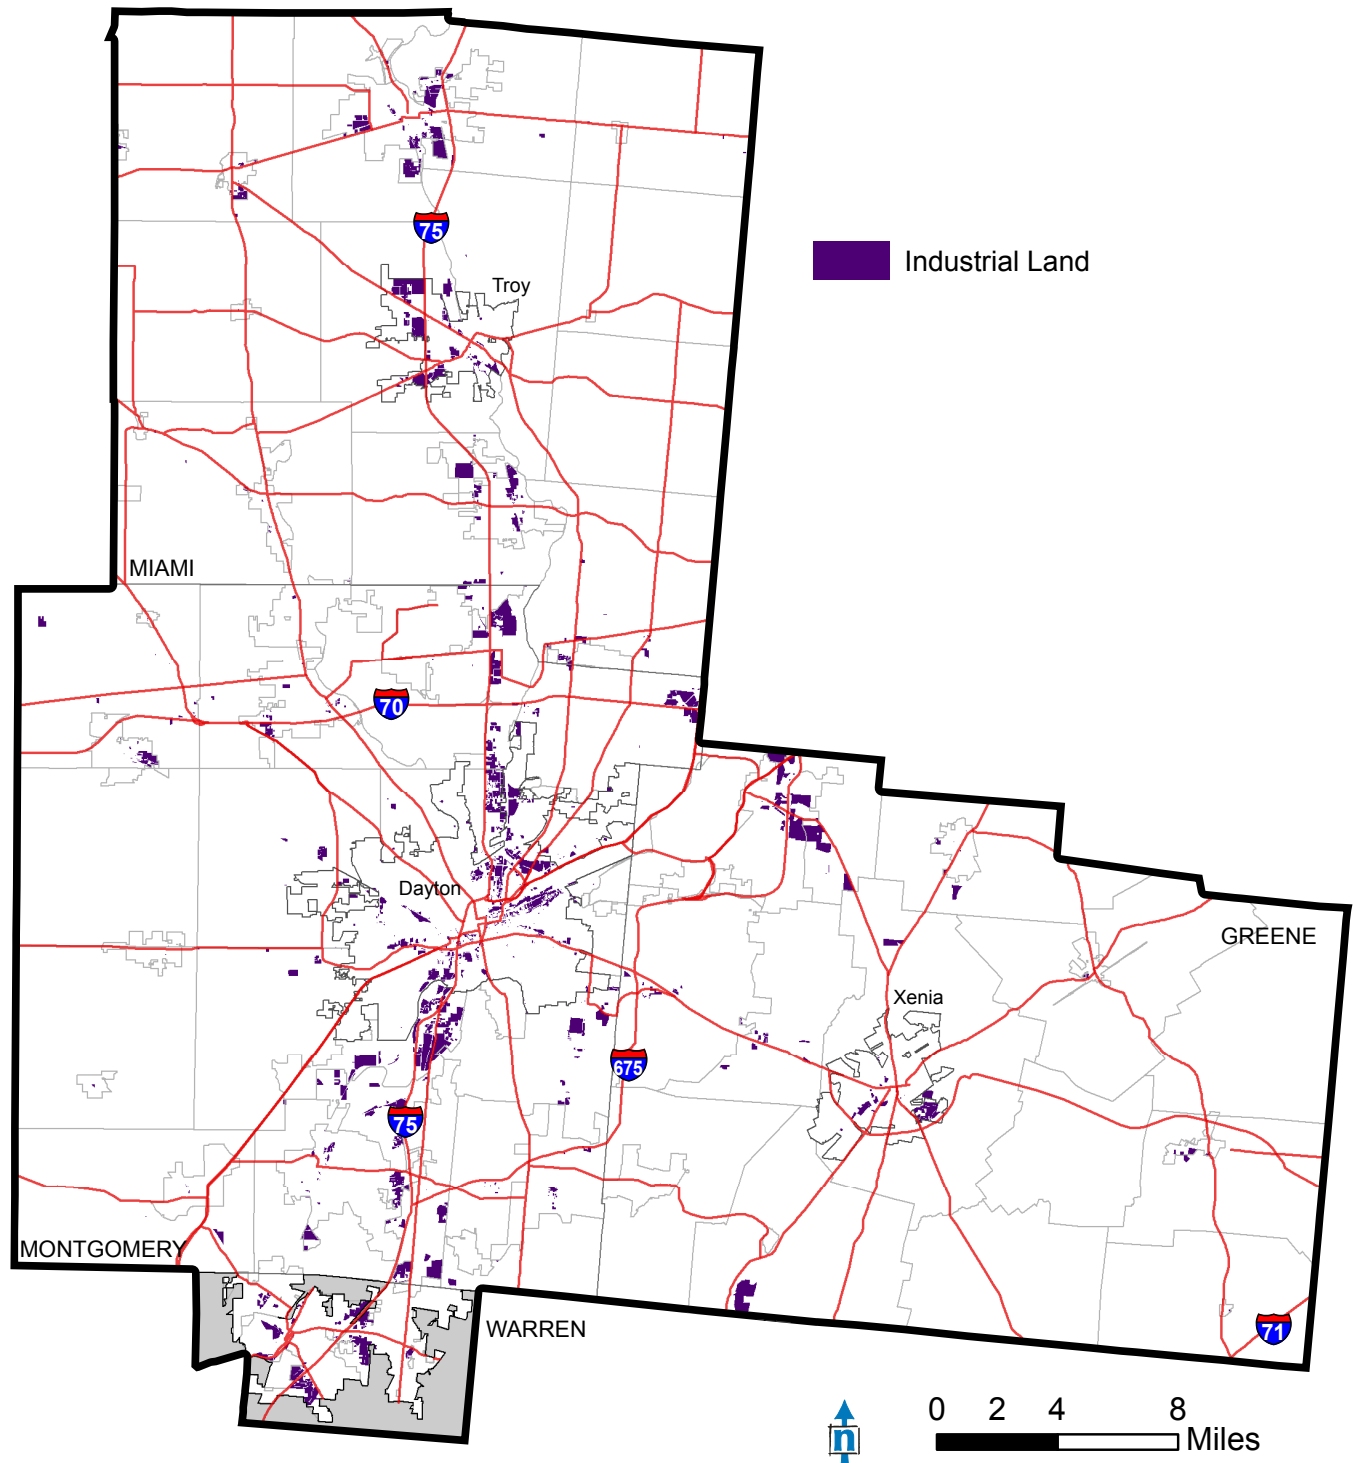 75
Industrial Land
Troy
MIAMI
70
Dayton
GREENE
Xenia
675
75
MONTGOMERY
WARREN
71
0 2 4 8
Miles
n